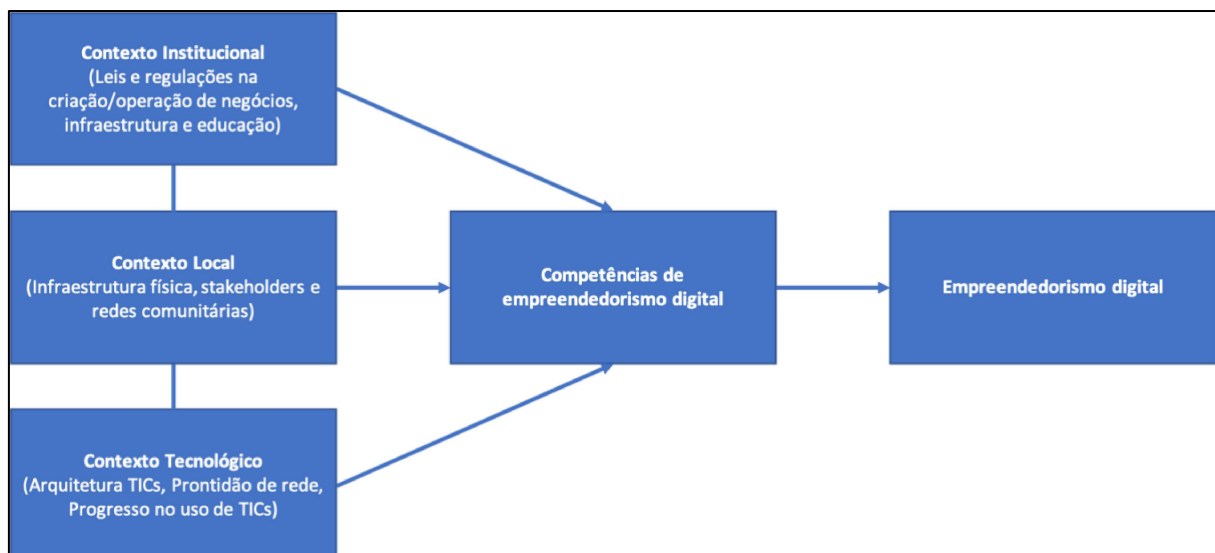 Contexto Institucional
(Leis e regulações na
criação/operação de negócios,
infraestrutura e educação)
Contexto Local
(Infraestrutura física, stakeholders e
redes comunitárias)
Competências de
empreendedorismo digital
Empreendedorismo digital
Contexto Tecnológico
(Arquitetura TICs, Prontidão de rede,
Progresso no uso de TICs)